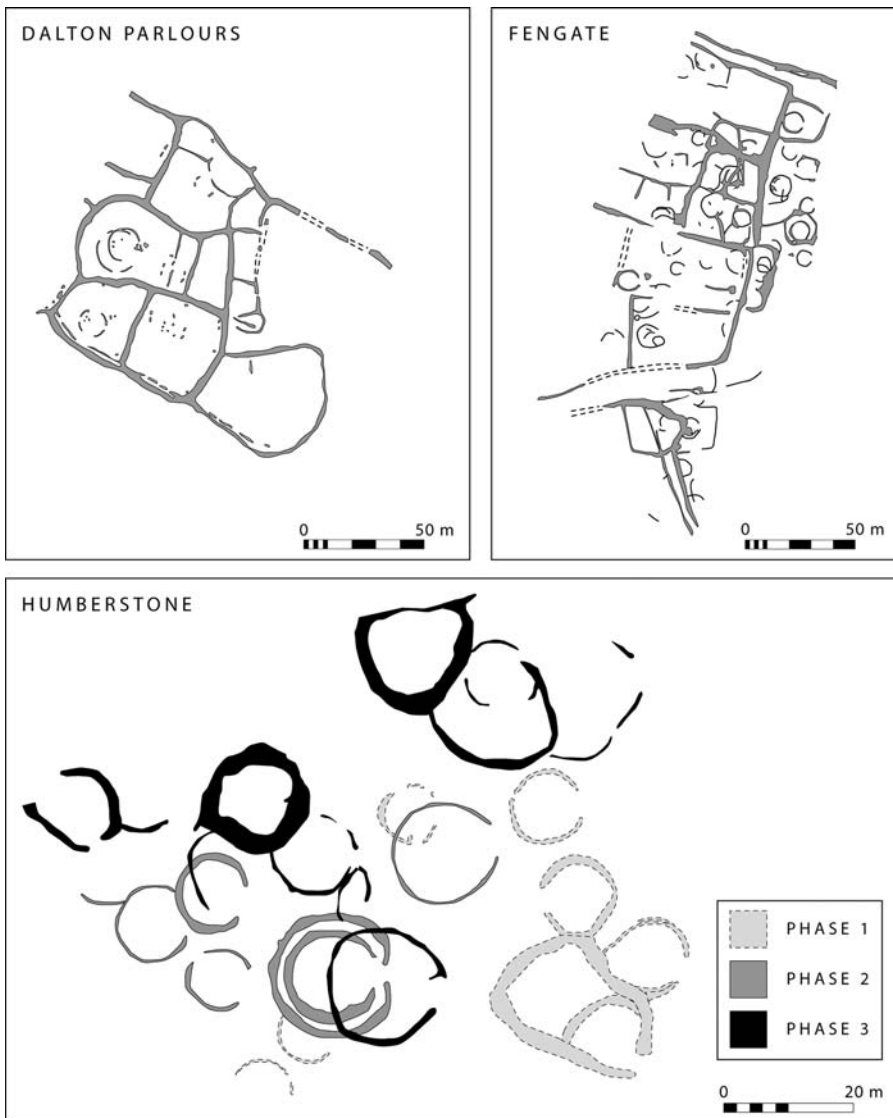 DALTON PARLOURS
0 50 m
FENGATE
0 50 m
HUMBERSTONE
PHASE 1
PHASE 2
PHASE 3
0 20 m